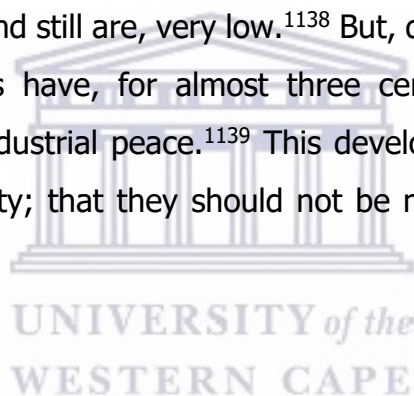 nd still are, very low.1138 But,
s have, for almost three cen
dustrial peace.1139 This develo
ty; that they should not be r
UNIVERSITY of the
WESTERN CAPE